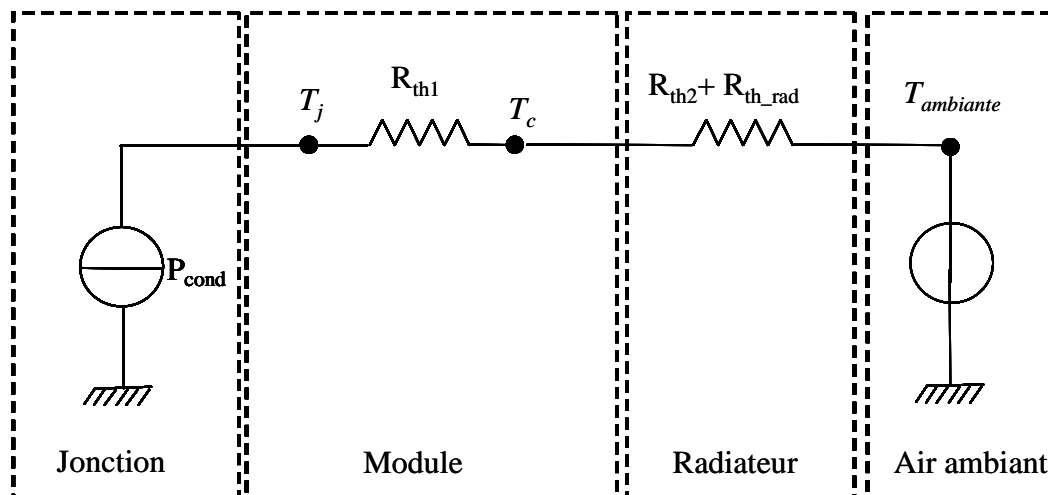 T_j
R_th1
T_c
R_th2+ R_th_rad
T_ambiante
P_cond
Jonction
Module
Radiateur
Air ambiant